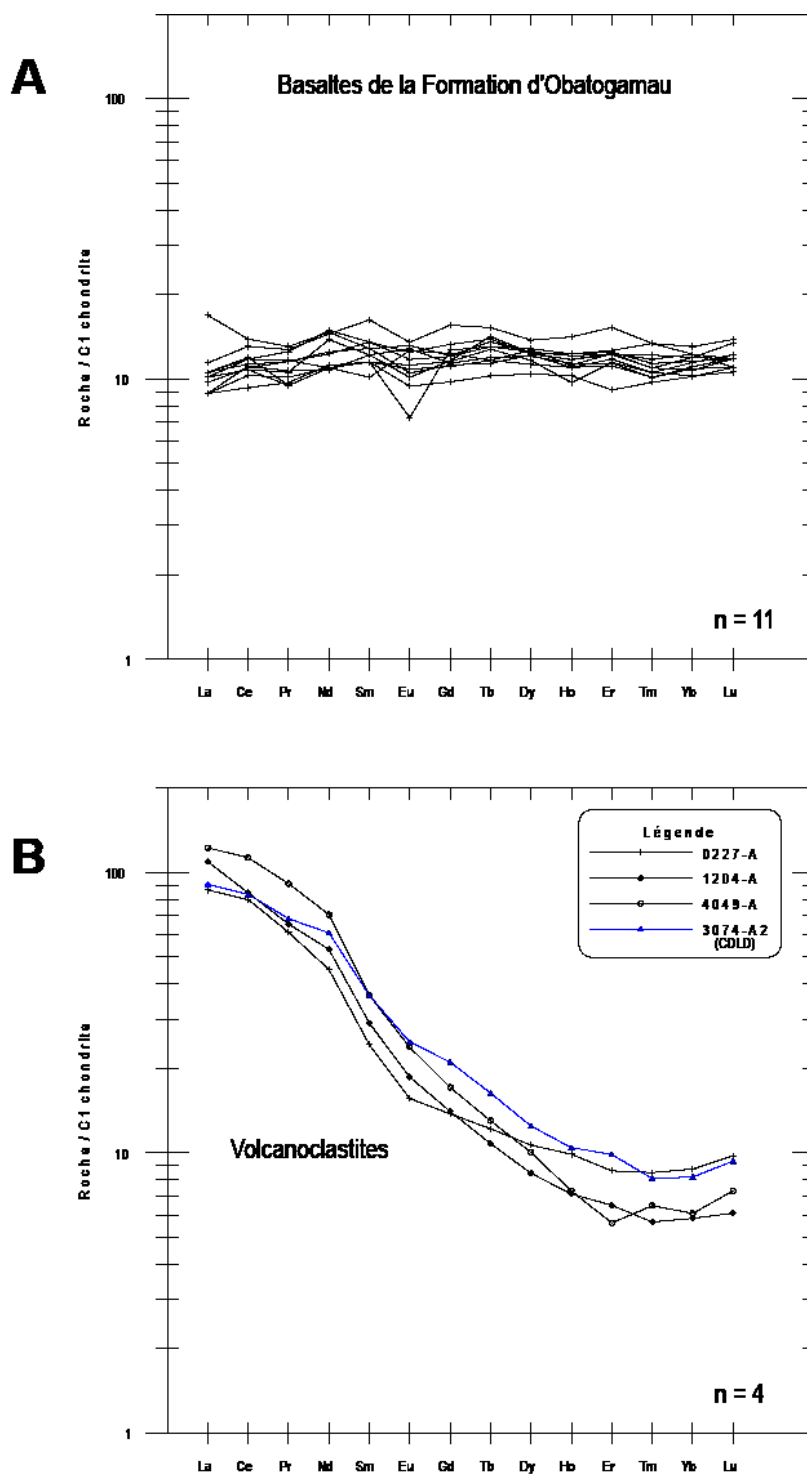 A
Basaltes de la Formation d'Obatogamau
100
10
1
Roche / C1 chondrite
n = 11
La Ce Pr Nd Sm Eu Gd Tb Dy Ho Er Tm Yb Lu
B
Légende
0227-A
1204-A
4049-A
3074-A2
(CDLD)
100
10
1
Roche / C1 chondrite
Volcanoclastites
n = 4
La Ce Pr Nd Sm Eu Gd Tb Dy Ho Er Tm Yb Lu